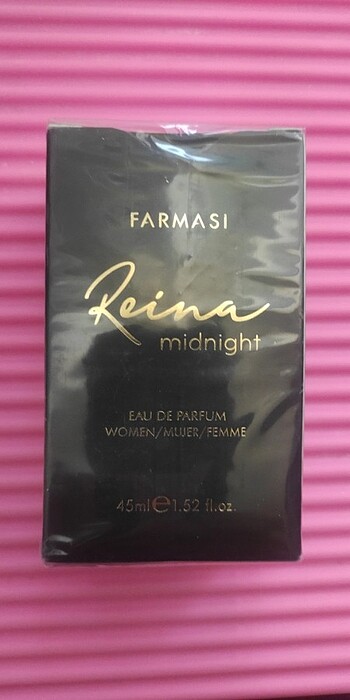 FARMASI
Reina
midnight
EAU DE PARFUM
WOMEN/MUJER/FEMME
45ml℮1.52 fl.oz.